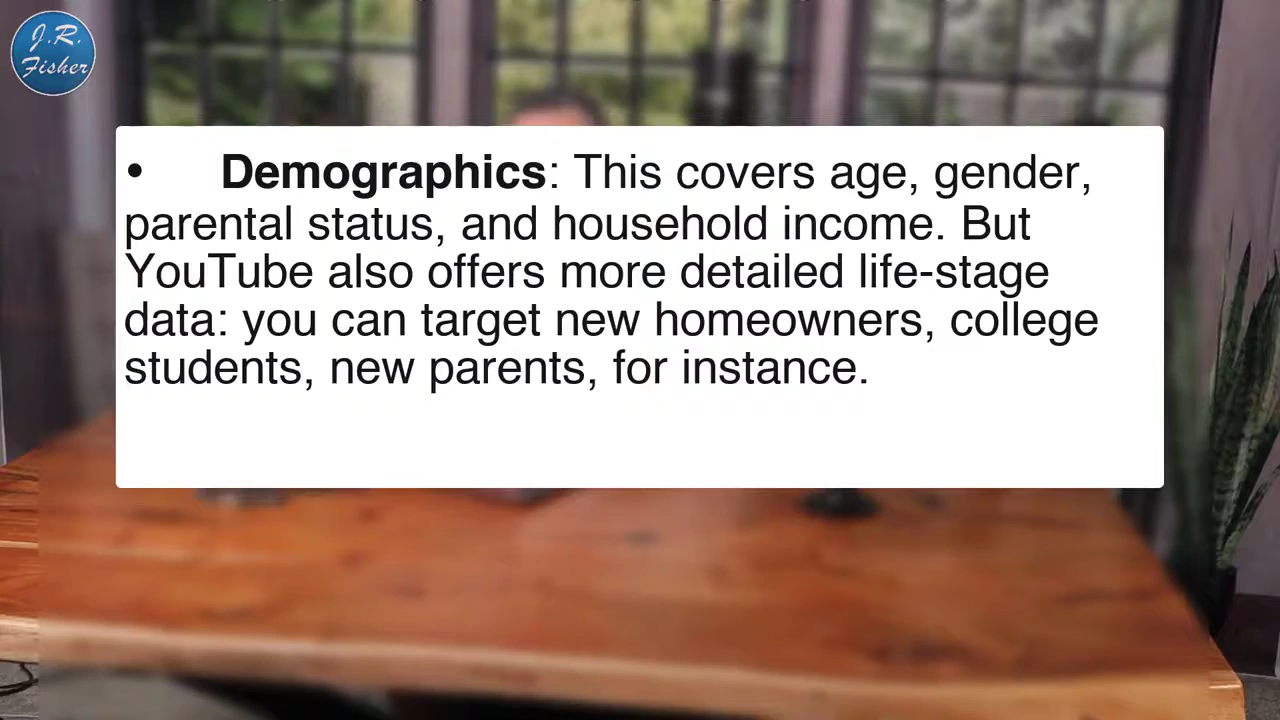 J.R.
Fisher
• Demographics: This covers age, gender,
parental status, and household income. But
YouTube also offers more detailed life-stage
data: you can target new homeowners, college
students, new parents, for instance.